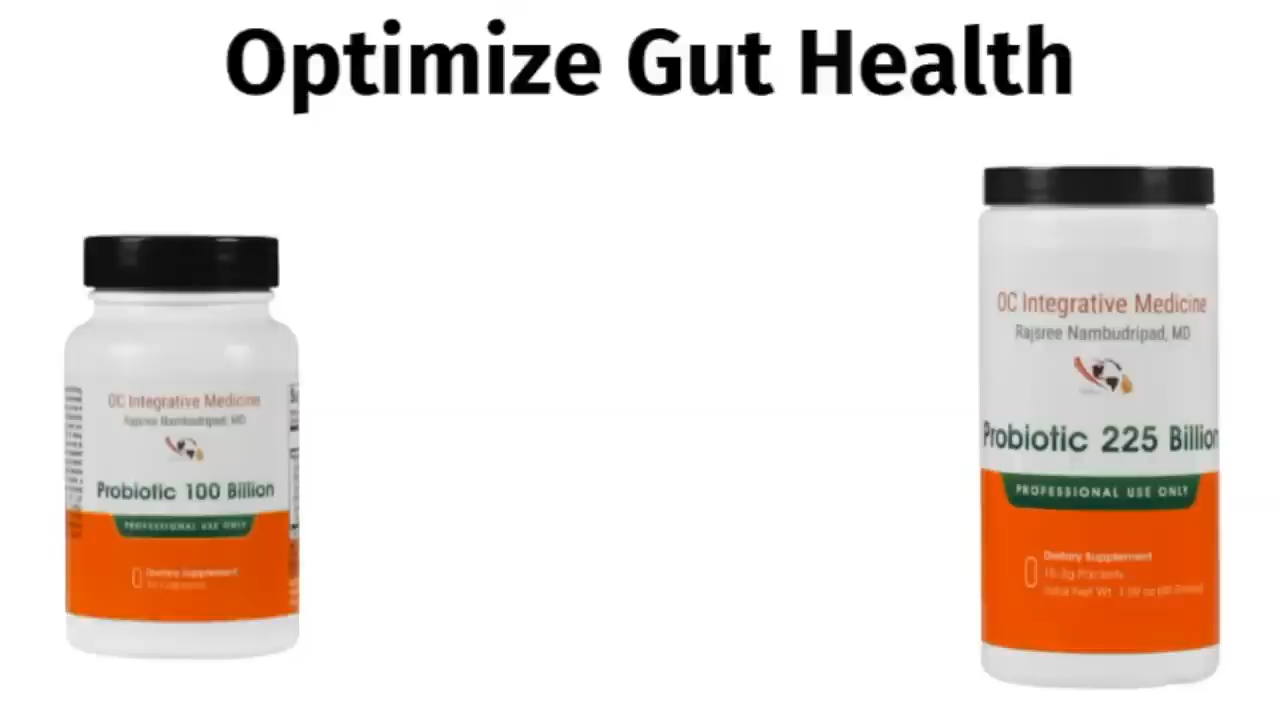 Optimize Gut Health
OC Integrative Medicine
Rajsree Nambudripad, MD
Probiotic 100 Billion
PROFESSIONAL USE ONLY
Dietary Supplement
OC Integrative Medicine
Rajsree Nambudripad, MD
Probiotic 225 Billion
PROFESSIONAL USE ONLY
Dietary Supplement